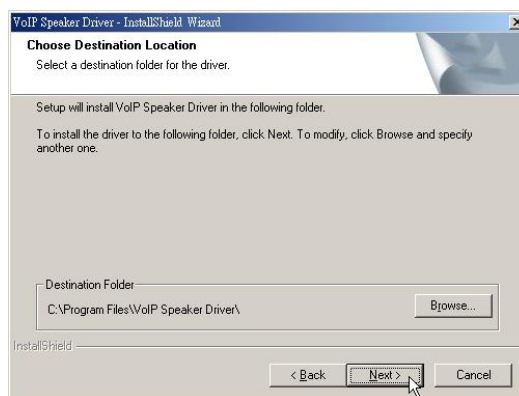 VoIP Speaker Driver - InstallShield Wizard
Choose Destination Location
Select a destination folder for the driver.
Setup will install VoIP Speaker Driver in the following folder.
To install the driver to the following folder, click Next. To modify, click Browse and specify
another one.
Destination Folder
C:\Program Files\VoIP Speaker Driver\
Browse...
InstallShield
< Back
Next >
Cancel